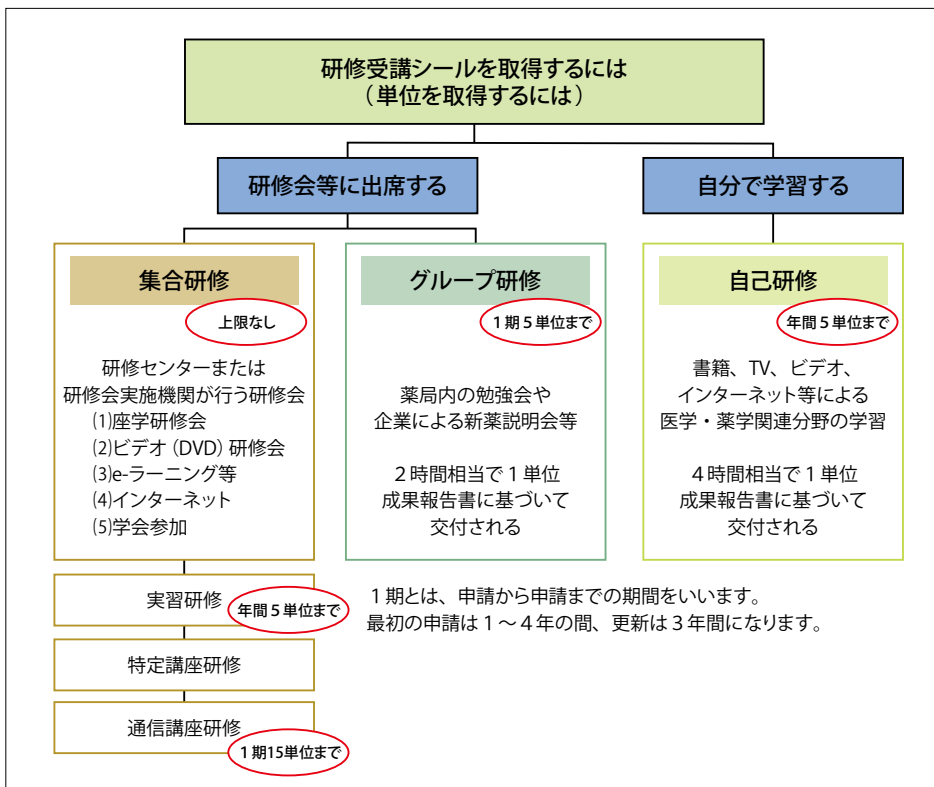 研修受講シールを取得するには
（単位を取得するには）
研修会等に出席する
自分で学習する
集合研修
上限なし
研修センターまたは
研修会実施機関が行う研修会
⑴座学研修会
⑵ビデオ（DVD）研修会
⑶e-ラーニング等
⑷インターネット
⑸学会参加
グループ研修
１期５単位まで
薬局内の勉強会や
企業による新薬説明会等
２時間相当で１単位
成果報告書に基づいて
交付される
自己研修
年間５単位まで
書籍、TV、ビデオ、
インターネット等による
医学・薬学関連分野の学習
４時間相当で１単位
成果報告書に基づいて
交付される
実習研修
年間５単位まで
特定講座研修
通信講座研修
１期15単位まで
１期とは、申請から申請までの期間をいいます。
最初の申請は１～４年の間、更新は３年間になります。